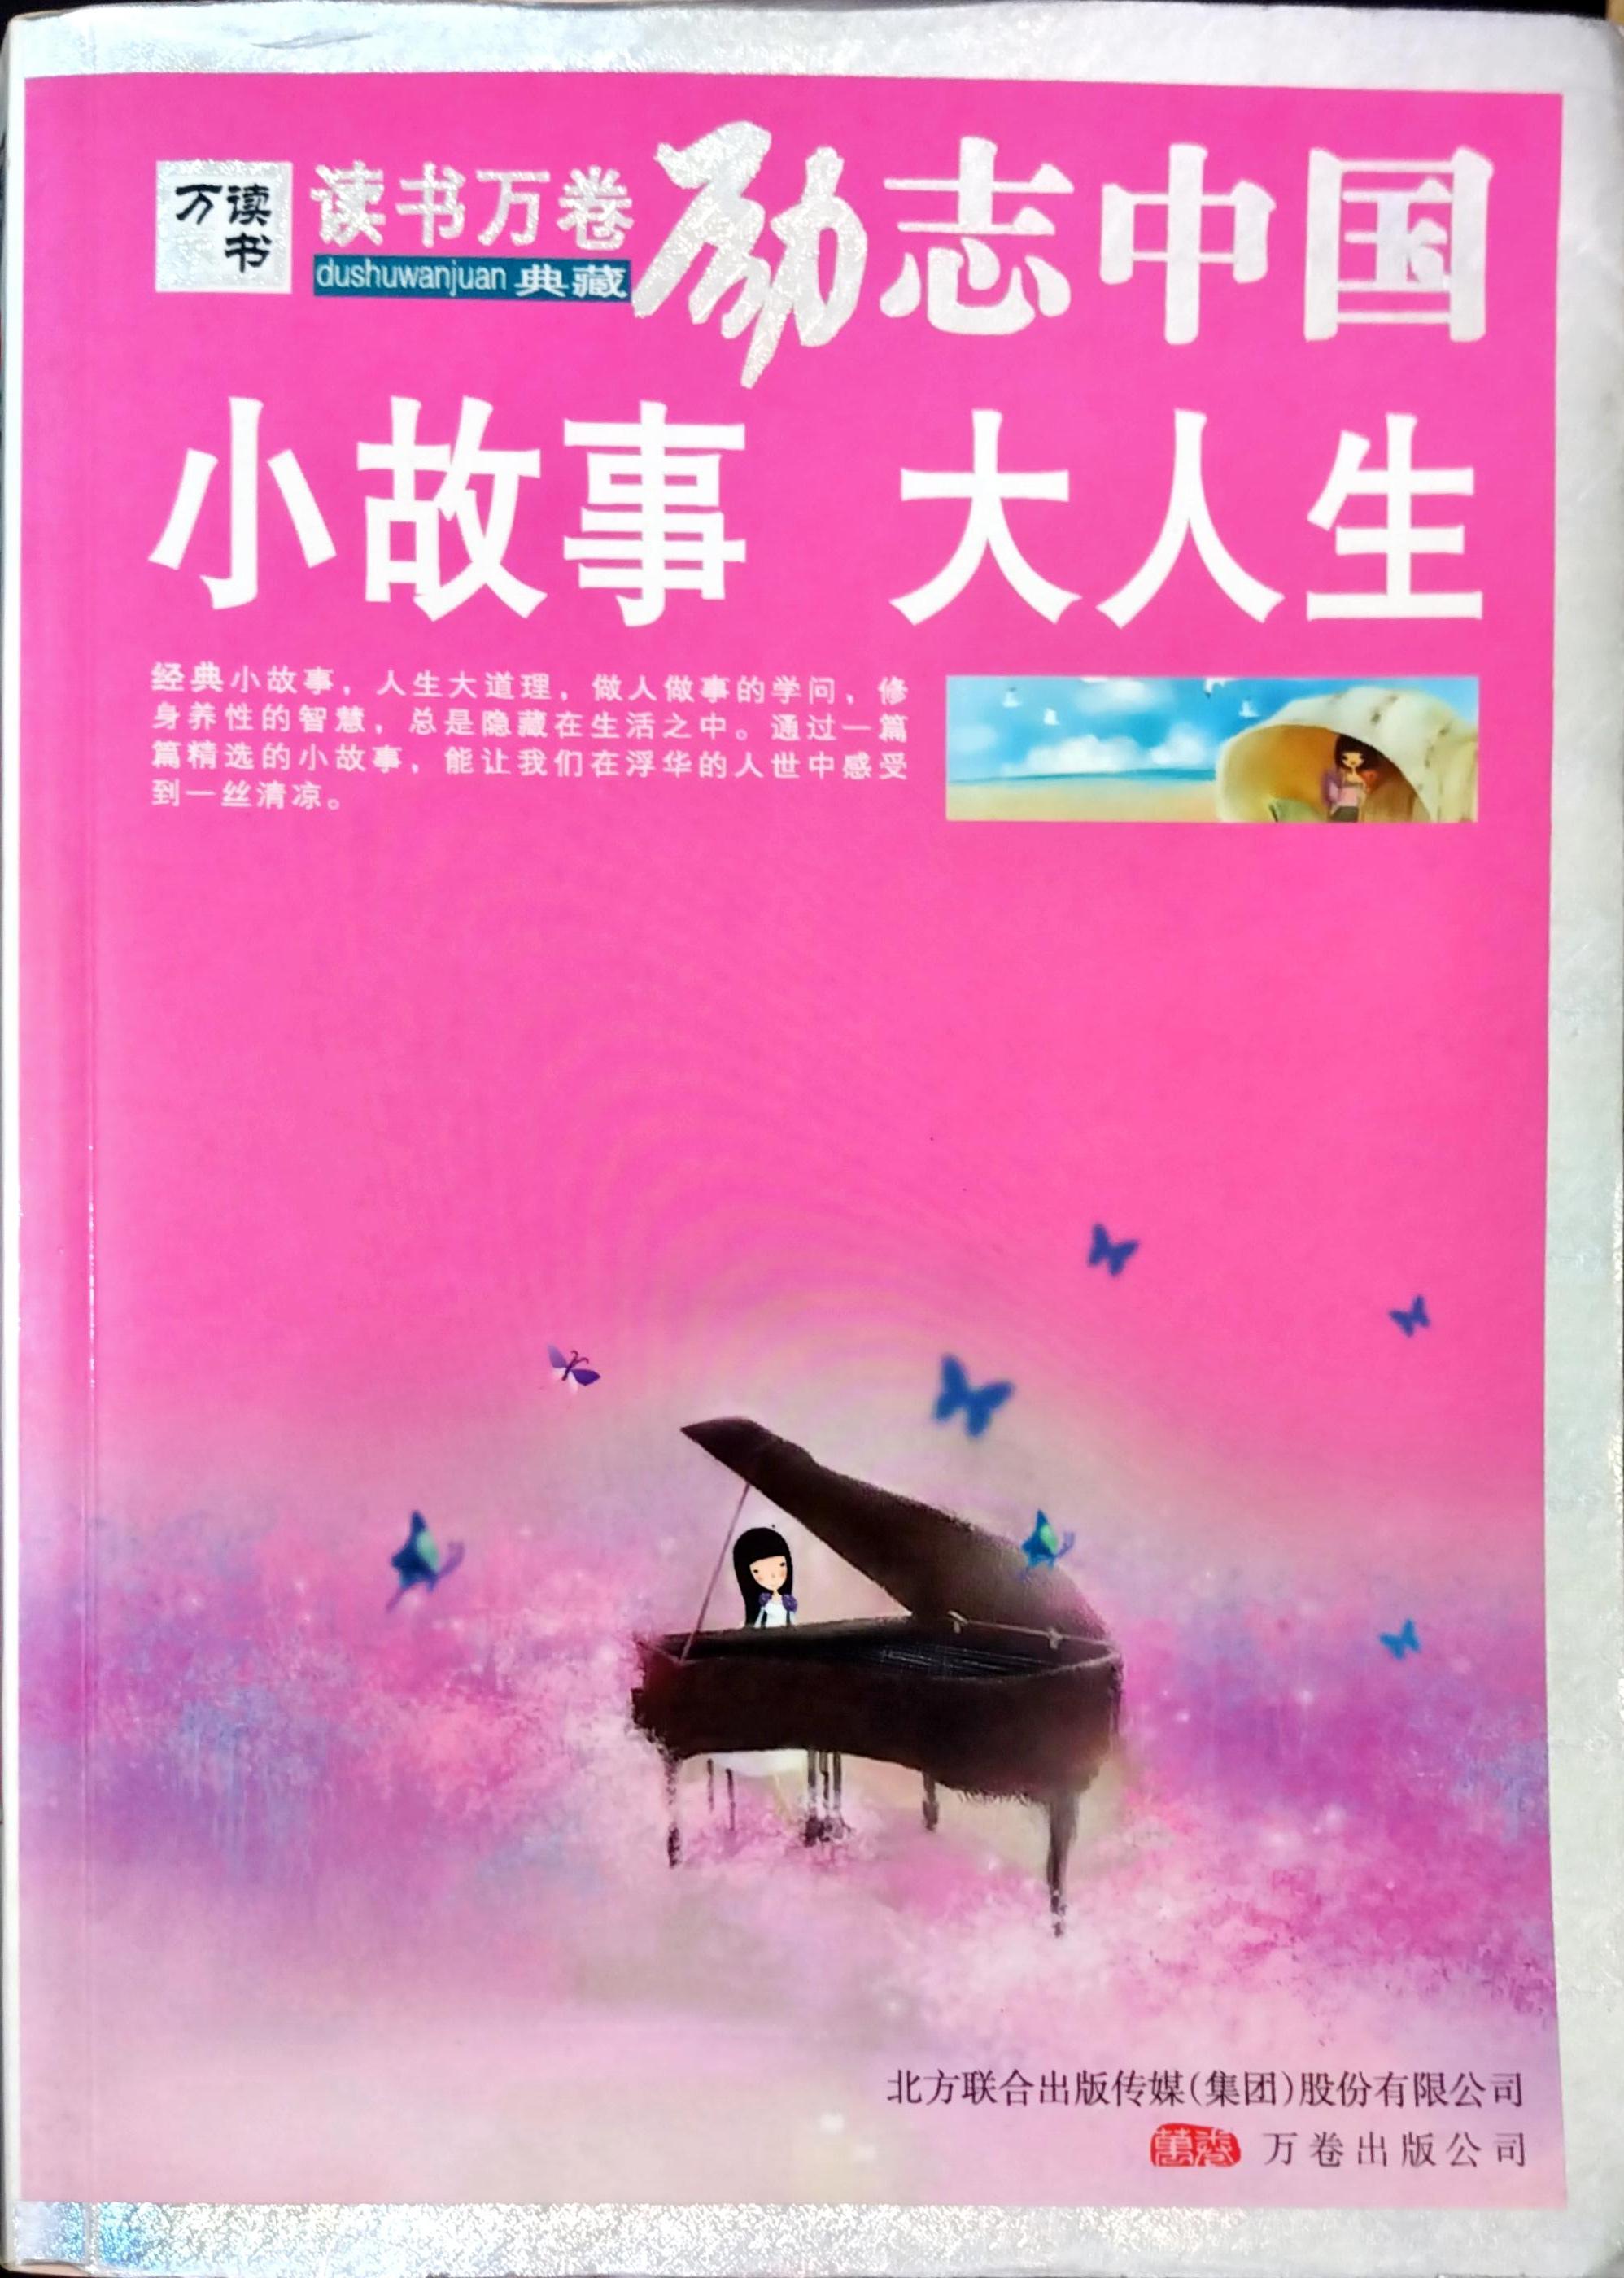 万读书
读书万卷
dushuwanjuan 典藏
励志中国
小故事 大人生
经典小故事，人生大道理，做人做事的学问，修
身养性的智慧，总是隐藏在生活之中。通过一篇
篇精选的小故事，能让我们在浮华的人世中感受
到一丝清凉。
北方联合出版传媒(集团)股份有限公司
萬卷 万卷出版公司